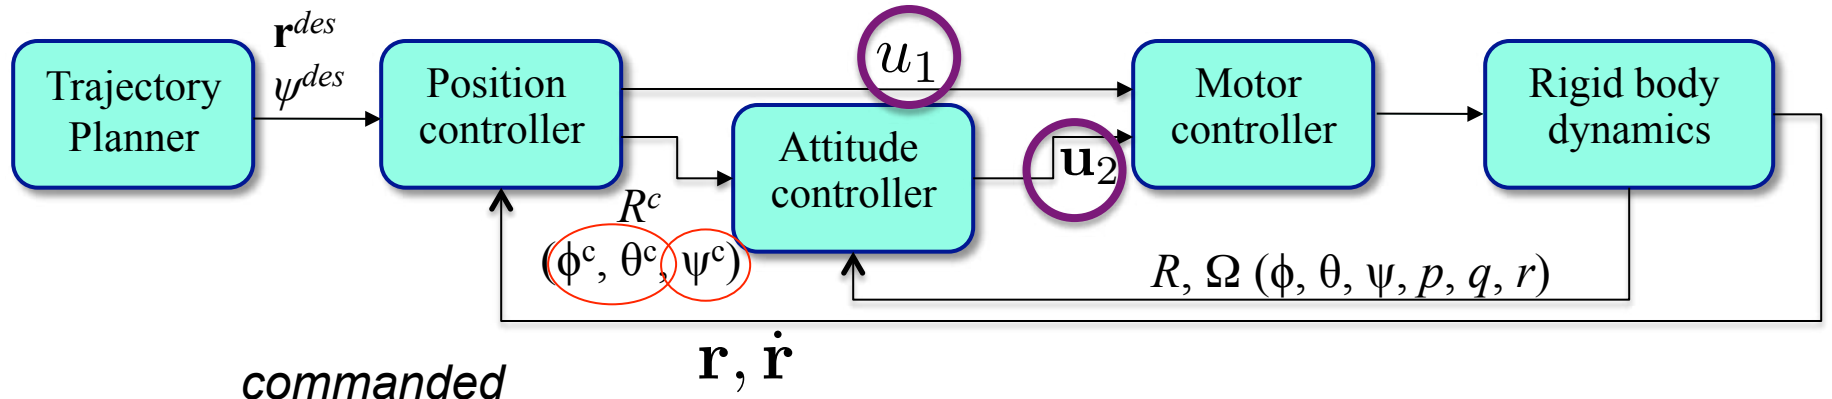 r^des
ψ^des
Trajectory
Planner
Position
controller
u₁
Attitude
controller
𝐮₂
Motor
controller
Rigid body
dynamics
R^c
(ϕ^c, θ^c, ψ^c)
R, Ω (ϕ, θ, ψ, p, q, r)
𝐫, 𝐫̇
commanded